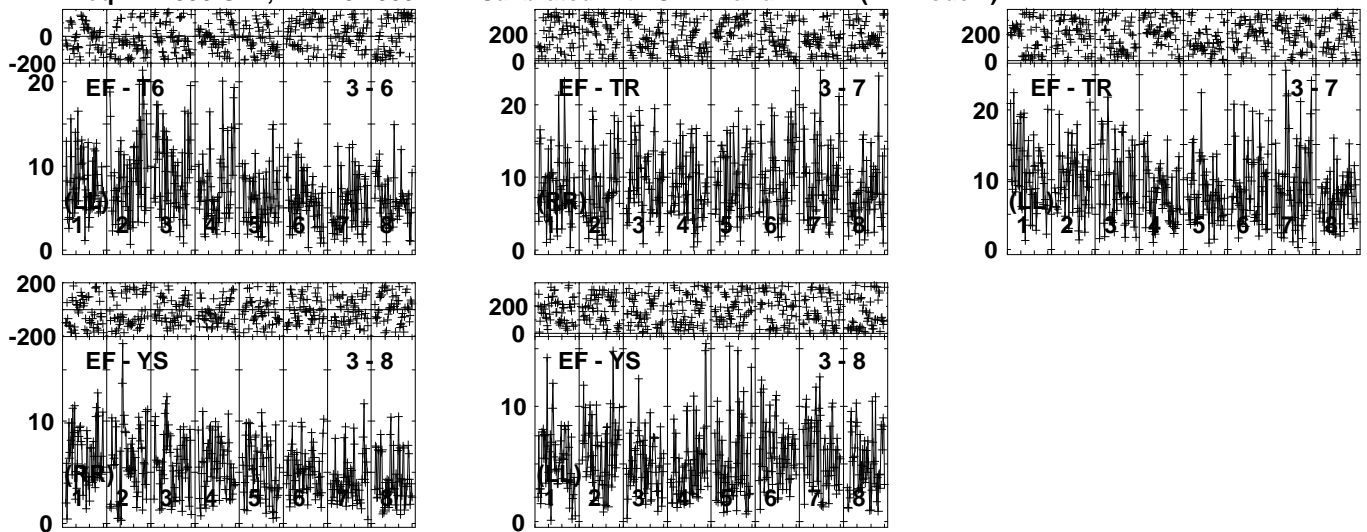 0 200 200
-200 0 0
20 EF - T6 3 - 6 20 EF - TR 3 - 7 20 EF - TR 3 - 7
10 10 10
(LL) (RR) (LL)
1 2 3 4 5 6 7 8 1 2 3 4 5 6 7 8 1 2 3 4 5 6 7 8
0 0 0
200 200
-200 0
EF - YS 3 - 8 EF - YS 3 - 8
10 10
(RR) (LL)
1 2 3 4 5 6 7 8 1 2 3 4 5 6 7 8
0 0